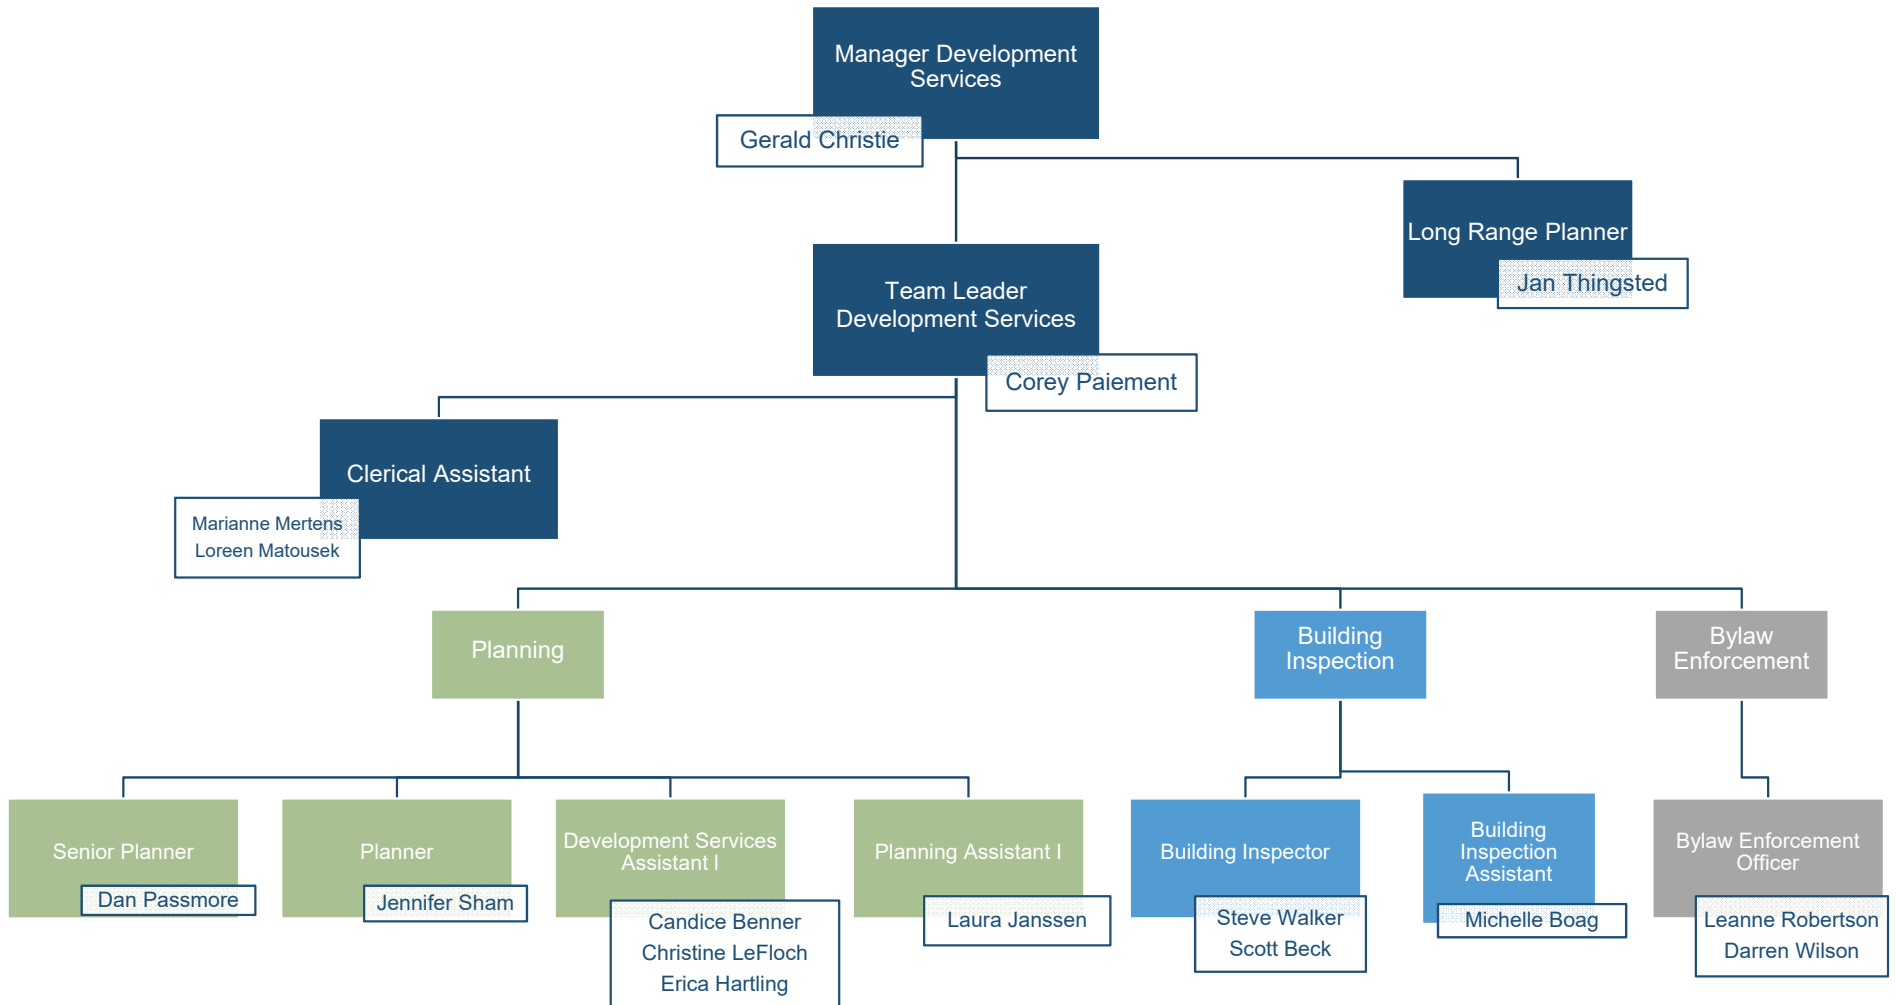 Manager Development
Services
Gerald Christie
Long Range Planner
Jan Thingsted
Team Leader
Development Services
Corey Paiement
Clerical Assistant
Marianne Mertens
Loreen Matousek
Planning
Building
Inspection
Bylaw
Enforcement
Senior Planner
Dan Passmore
Planner
Jennifer Sham
Development Services
Assistant I
Candice Benner
Christine LeFloch
Erica Hartling
Planning Assistant I
Laura Janssen
Building Inspector
Steve Walker
Scott Beck
Building
Inspection
Assistant
Michelle Boag
Bylaw Enforcement
Officer
Leanne Robertson
Darren Wilson